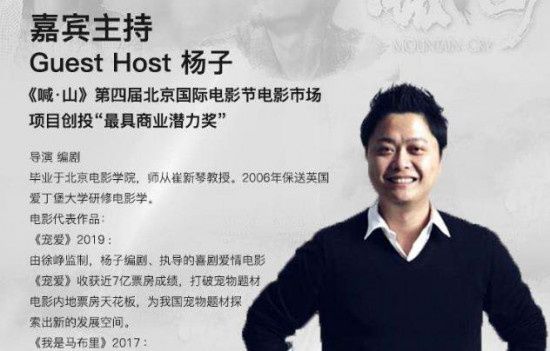 MOUNTAIN CRY
嘉宾主持
Guest Host 杨子
《喊·山》第四届北京国际电影节电影市场
项目创投“最具商业潜力奖”
导演 编剧
毕业于北京电影学院，师从崔新琴教授。2006年保送英国
爱丁堡大学研修电影学。
电影代表作品：
《宠爱》2019：
由徐峥监制，杨子编剧、执导的喜剧爱情电影
《宠爱》收获近7亿票房成绩，打破宠物题材
电影内地票房天花板，为我国宠物题材探
索出新的发展空间。
《我是马布里》2017：